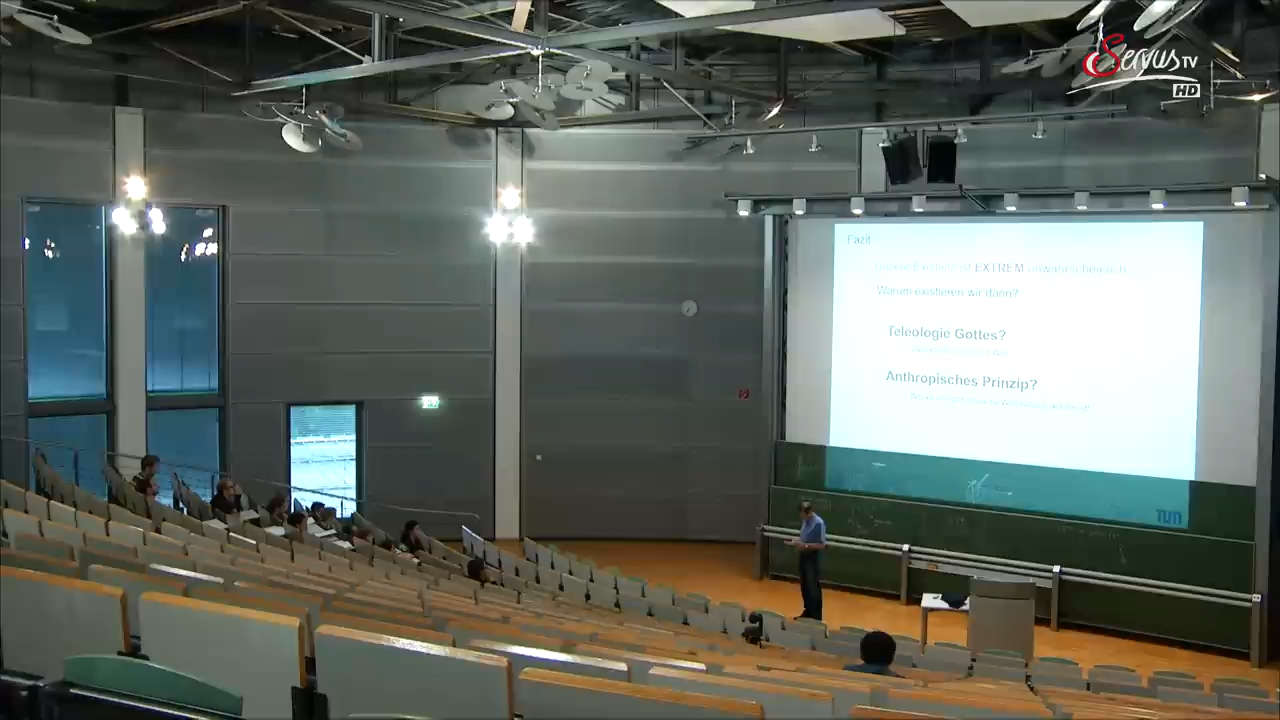 ServusTV
HD
Fazit
Unsere Existenz ist EXTREM unwahrscheinlich.
Warum existieren wir dann?
Teleologie Gottes?
Anthropisches Prinzip?
TUM